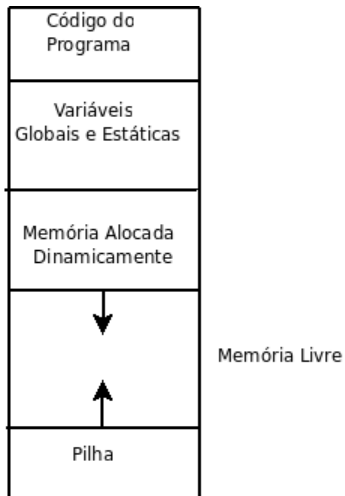 Código do
Programa
Variáveis
Globais e Estáticas
Memória Alocada
Dinamicamente
Memória Livre
Pilha